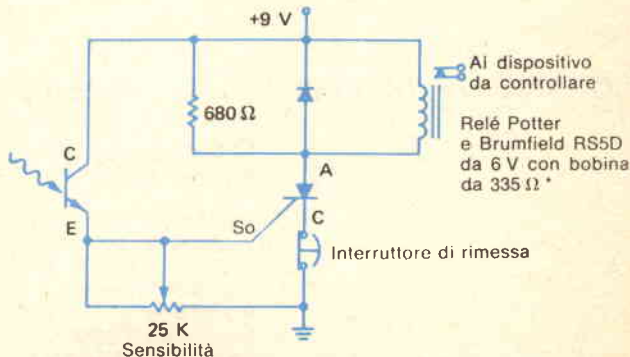 +9 V
Al dispositivo
da controllare
680 Ω
Relé Potter
e Brumfield RS5D
da 6 V con bobina
da 335 Ω *
C
A
C
E
So
Interruttore di rimessa
25 K
Sensibilità